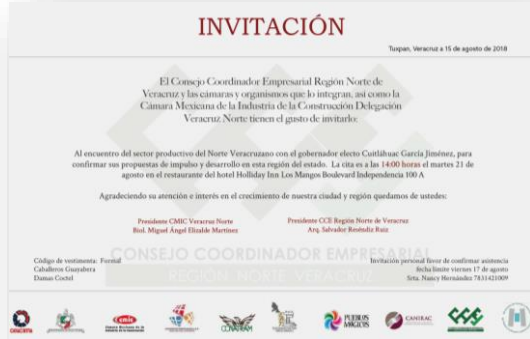 INVITACIÓN
Tuxpan, Veracruz a 15 de agosto de 2018
El Consejo Coordinador Empresarial Región Norte de
Veracruz y las cámaras y organismos que lo integran, así como la
Cámara Mexicana de la Industria de la Construcción Delegación
Veracruz Norte tienen el gusto de invitarlo:
Al encuentro del sector productivo del Norte Veracruzano con el gobernador electo Cuitláhuac García Jiménez, para
confirmar sus propuestas de impulso y desarrollo en esta región del estado. La cita es a las 14:00 horas el martes 21 de
agosto en el restaurante del hotel Holliday Inn Los Mangos Boulevard Independencia 100 A
Agradeciendo su atención e interés en el crecimiento de nuestra ciudad y región quedamos de ustedes:
Presidente CMIC Veracruz Norte
Biol. Miguel Ángel Elizalde Martínez
Presidente CCE Región Norte de Veracruz
Arq. Salvador Reséndiz Ruiz
CONSEJO COORDINADOR EMPRESARIAL
REGIÓN NORTE VERACRUZ
Código de vestimenta: Formal
Caballeros Guayabera
Damas Coctel
Invitación personal favor de confirmar asistencia
fecha límite viernes 17 de agosto
Srta. Nancy Hernández 7831421009
CANACINTRA
cmic
PUEBLOS
MÁGICOS
CANIRAC